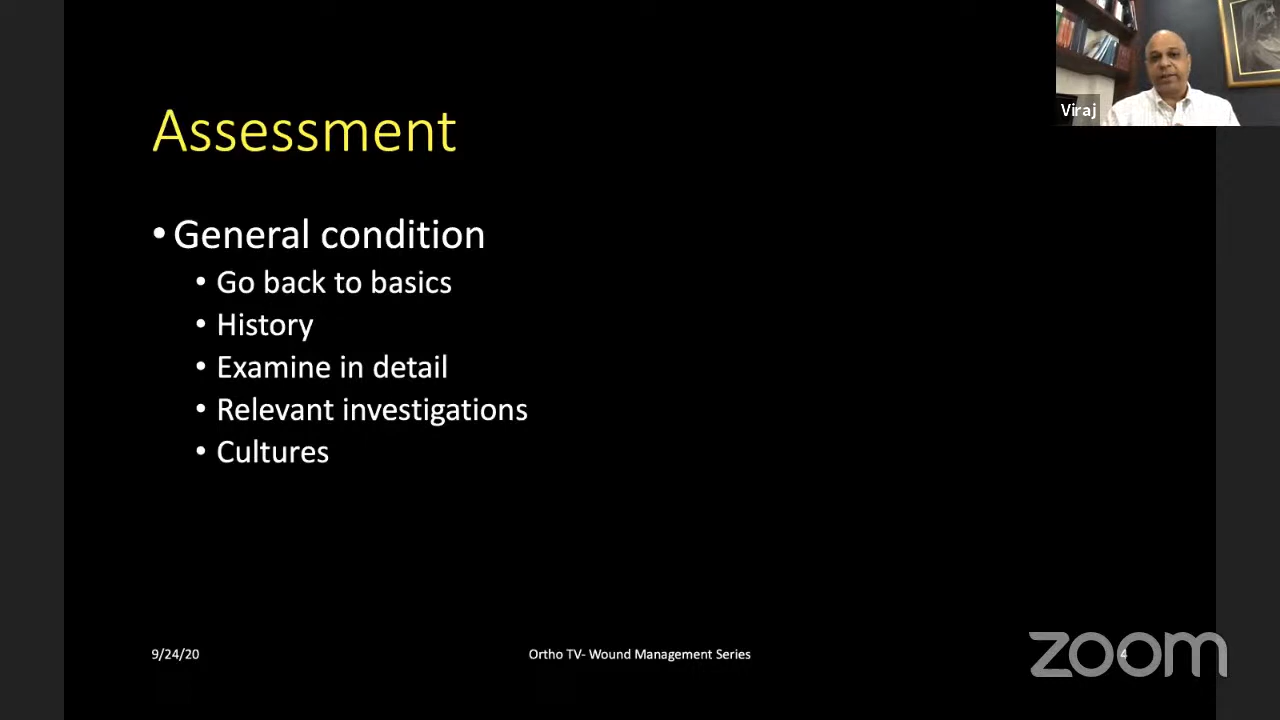 Viraj
Assessment
• General condition
• Go back to basics
• History
• Examine in detail
• Relevant investigations
• Cultures
9/24/20
Ortho TV- Wound Management Series
4
zoom